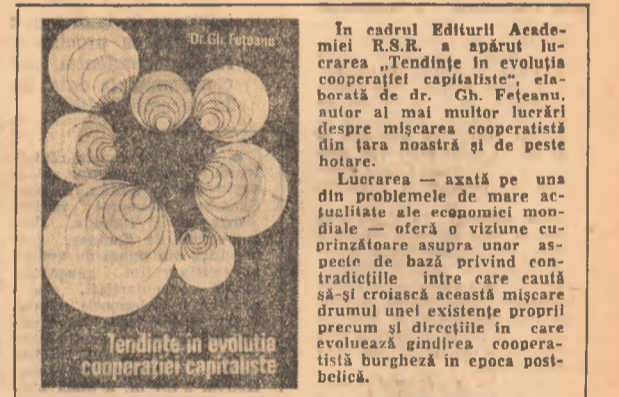 Dr. Gh. Fețeanu
Tendințe în evoluția
cooperației capitaliste
În cadrul Editurii Acade-
miei R.S.R. a apărut lu-
crarea „Tendințe în evoluția
cooperației capitaliste“, ela-
borată de dr. Gh. Fețeanu,
autor al mai multor lucrări
despre mișcarea cooperatistă
din țara noastră și de peste
hotare.
Lucrarea — axată pe una
din problemele de mare ac-
tualitate ale economiei mon-
diale — oferă o viziune cu-
prinzătoare asupra unor as-
pecte de bază privind con-
tradicțiile între care caută
să-și croiască această mișcare
drumul unei existențe proprii
precum și direcțiile în care
evoluează gîndirea coopera-
tistă burgheză în epoca post-
belică.